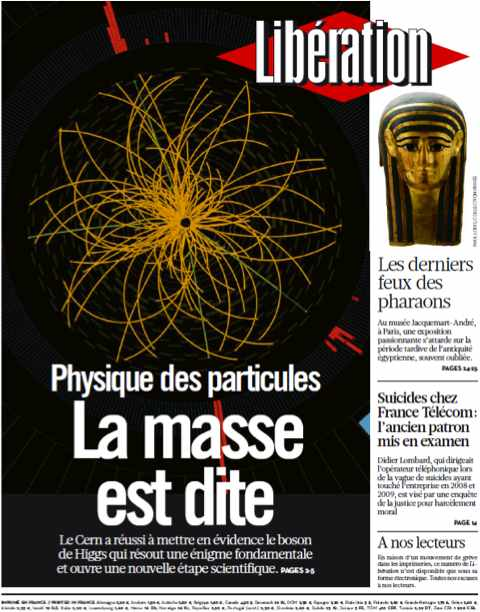 Libération
Les derniers
feux des
pharaons
Au musée Jacquemart-André,
à Paris, une exposition
passionnante s'attarde sur la
période tardive de l'antiquité
égyptienne, souvent oubliée.
PAGES 24-25
Physique des particules
La masse
est dite
Le Cern a réussi à mettre en évidence le boson
de Higgs qui résout une énigme fondamentale
et ouvre une nouvelle étape scientifique. PAGES 2-5
Suicides chez
France Télécom:
l'ancien patron
mis en examen
Didier Lombard, qui dirigeait
l'opérateur téléphonique lors
de la vague de suicides ayant
touché l'entreprise en 2008 et
2009, est visé par une enquête
de la justice pour harcèlement
moral
PAGE 14
A nos lecteurs
En raison d'un mouvement de grève
dans les imprimeries, ce numéro de Li-
bération n'est disponible que sous sa
forme électronique. Toutes nos excuses
à nos lecteurs.